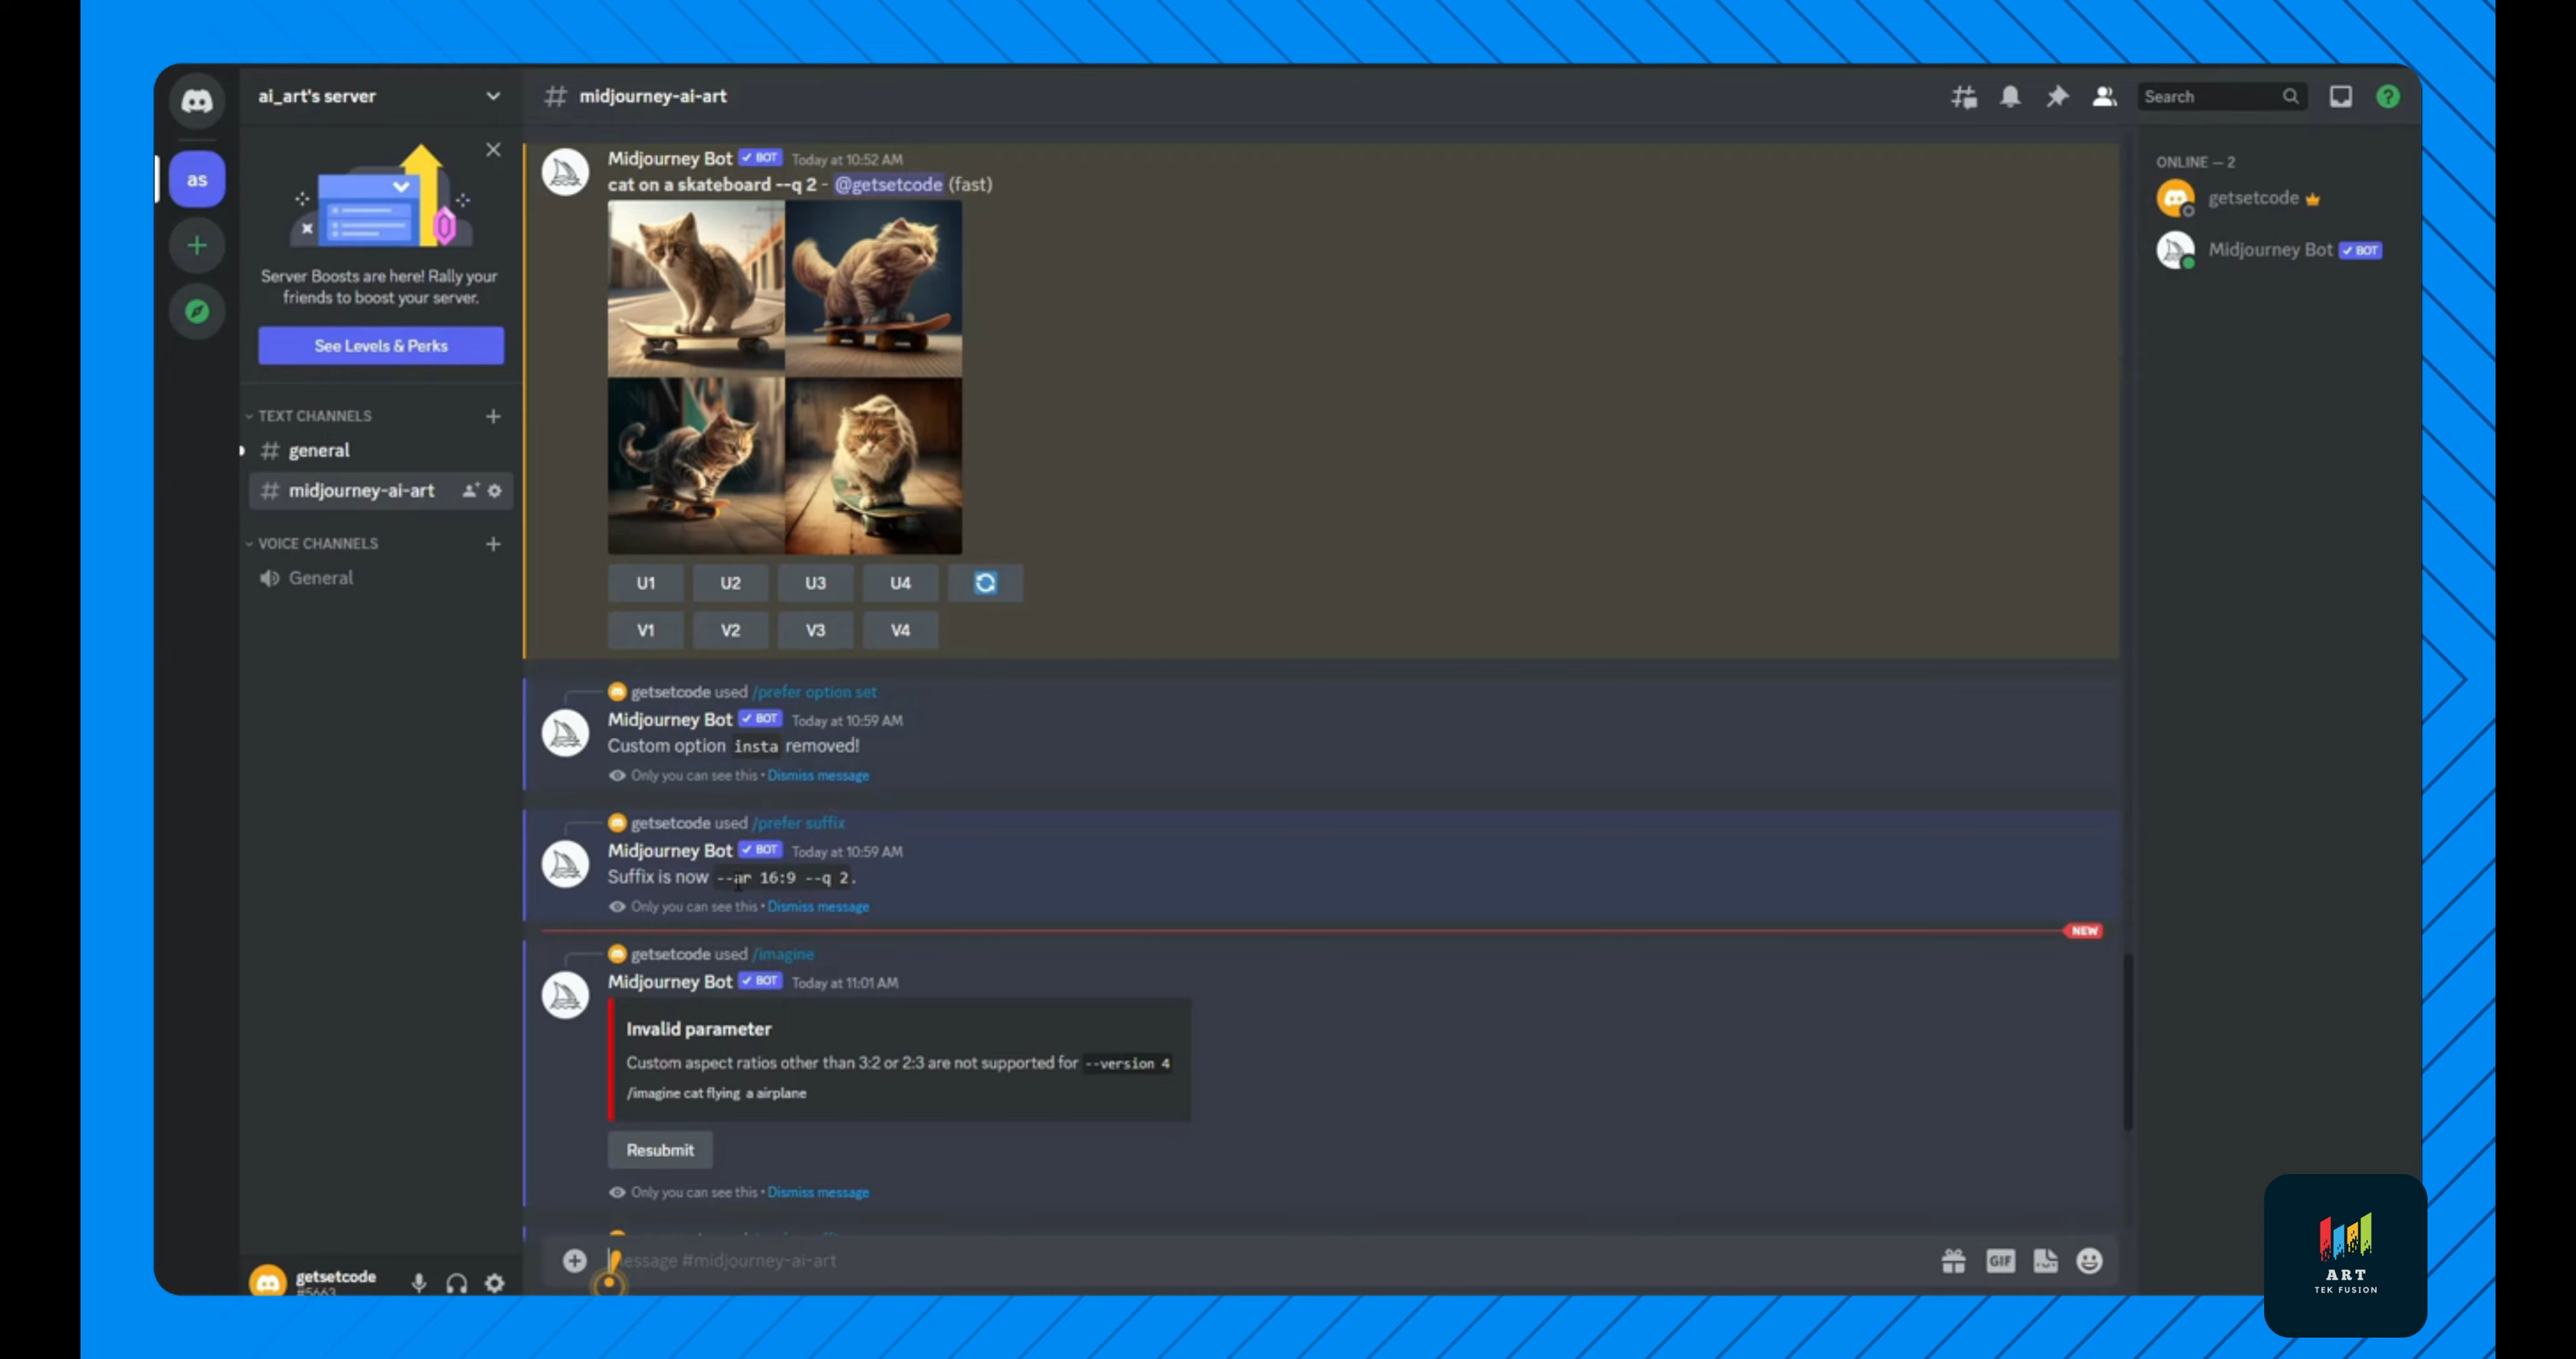 ai_art's server
midjourney-ai-art
Search
as
Server Boosts are here! Rally your
friends to boost your server.
See Levels & Perks
TEXT CHANNELS
general
midjourney-ai-art
VOICE CHANNELS
General
getsetcode
#5663
Midjourney Bot BOT Today at 10:52 AM
cat on a skateboard --q 2 - @getsetcode (fast)
U1 U2 U3 U4
V1 V2 V3 V4
getsetcode used /prefer option set
Midjourney Bot BOT Today at 10:59 AM
Custom option insta removed!
Only you can see this • Dismiss message
getsetcode used /prefer suffix
Midjourney Bot BOT Today at 10:59 AM
Suffix is now --ar 16:9 --q 2.
Only you can see this • Dismiss message
NEW
getsetcode used /imagine
Midjourney Bot BOT Today at 11:01 AM
Invalid parameter
Custom aspect ratios other than 3:2 or 2:3 are not supported for --version 4
/imagine cat flying a airplane
Resubmit
Only you can see this • Dismiss message
Message #midjourney-ai-art
GIF
ONLINE — 2
getsetcode
Midjourney Bot BOT
ART
TEK FUSION